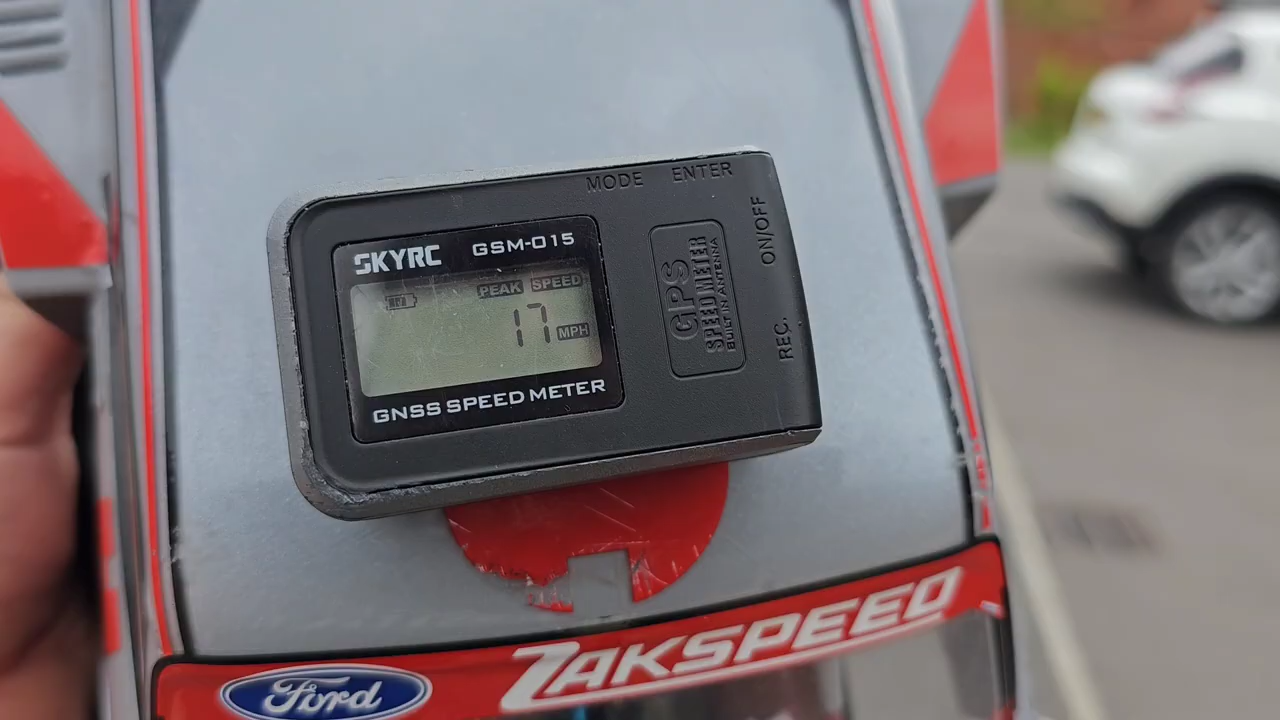 MODE ENTER
SKYRC GSM-015
PEAK SPEED
17 MPH
GNSS SPEED METER
GPS
SPEED METER
BUILT IN ANTENNA
ON/OFF
REC.
ZAKSPEED
Ford